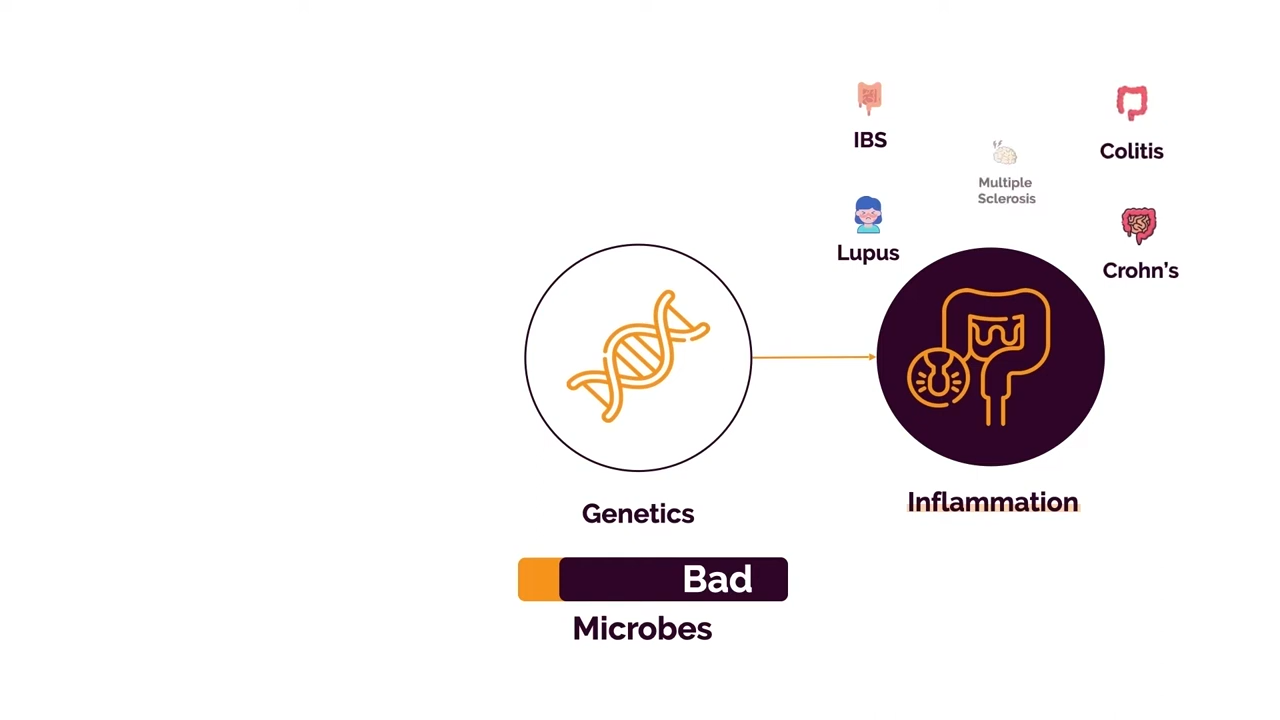 IBS
Colitis
Multiple
Sclerosis
Lupus
Crohn's
Genetics
Inflammation
Bad
Microbes